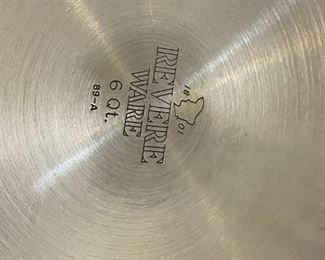 18 01
REVERE
WARE
6 Qt.
89-A